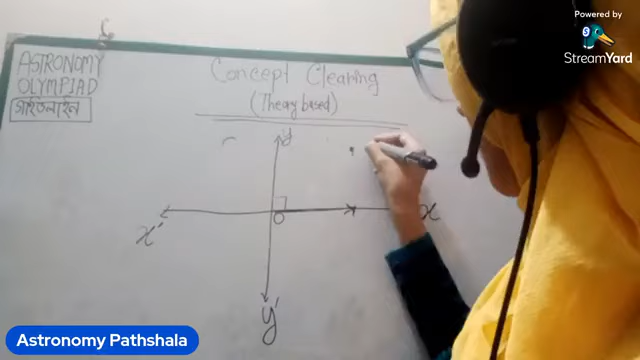 Powered by
StreamYard
ASTRONOMY
OLYMPIAD
গাইডলাইন
Concept Clearing
(Theory based)
y
x'
O
x
y'
Astronomy Pathshala